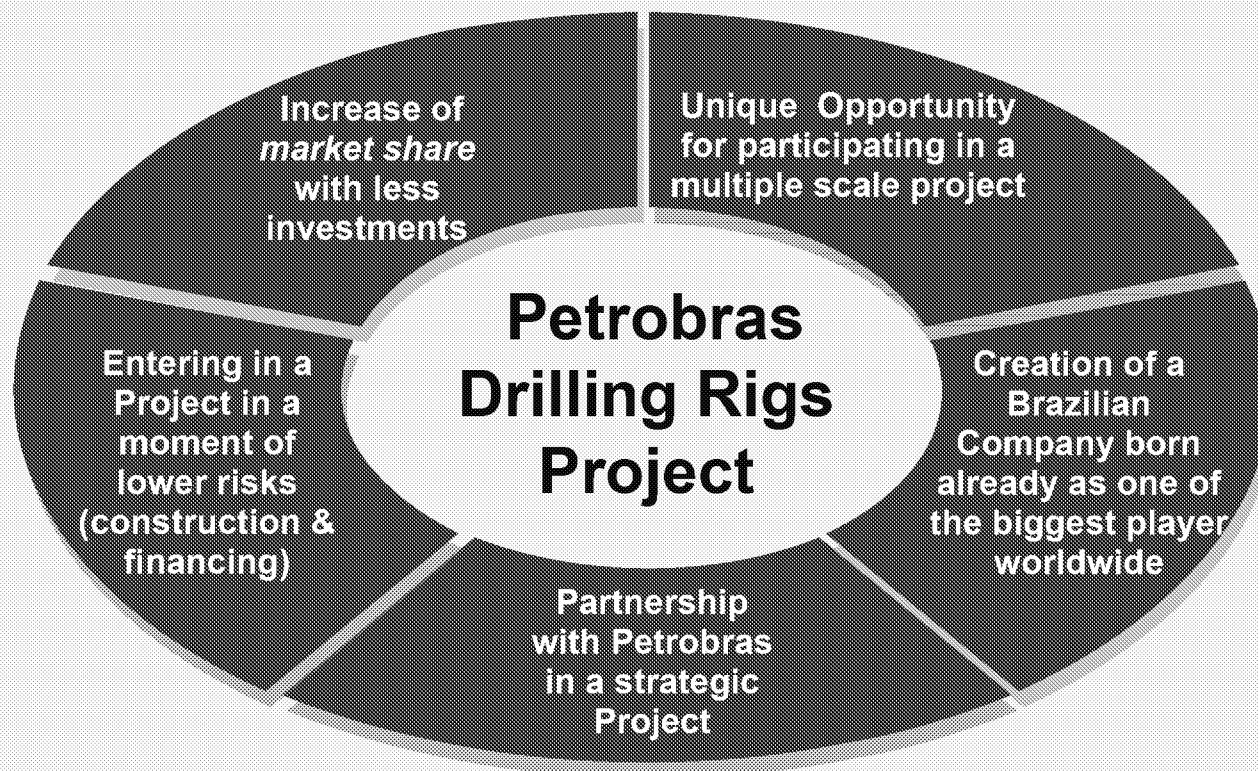 Increase of
market share
with less
investments
Unique Opportunity
for participating in a
multiple scale project
Petrobras
Drilling Rigs
Project
Entering in a
Project in a
moment of
lower risks
(construction &
financing)
Creation of a
Brazilian
Company born
already as one of
the biggest player
worldwide
Partnership
with Petrobras
in a strategic
Project